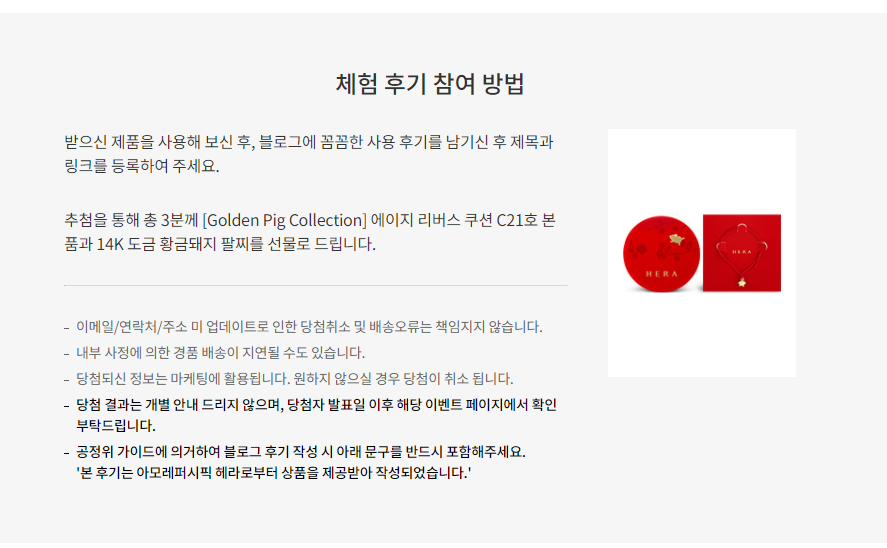 체험 후기 참여 방법
받으신 제품을 사용해 보신 후, 블로그에 꼼꼼한 사용 후기를 남기신 후 제목과
링크를 등록하여 주세요.
추첨을 통해 총 3분께 [Golden Pig Collection] 에이지 리버스 쿠션 C21호 본
품과 14K 도금 황금돼지 팔찌를 선물로 드립니다.
HERA
HERA
- 이메일/연락처/주소 미 업데이트로 인한 당첨취소 및 배송오류는 책임지지 않습니다.
- 내부 사정에 의한 경품 배송이 지연될 수도 있습니다.
- 당첨되신 정보는 마케팅에 활용됩니다. 원하지 않으실 경우 당첨이 취소 됩니다.
- 당첨 결과는 개별 안내 드리지 않으며, 당첨자 발표일 이후 해당 이벤트 페이지에서 확인
부탁드립니다.
- 공정위 가이드에 의거하여 블로그 후기 작성 시 아래 문구를 반드시 포함해주세요.
'본 후기는 아모레퍼시픽 헤라로부터 상품을 제공받아 작성되었습니다.'